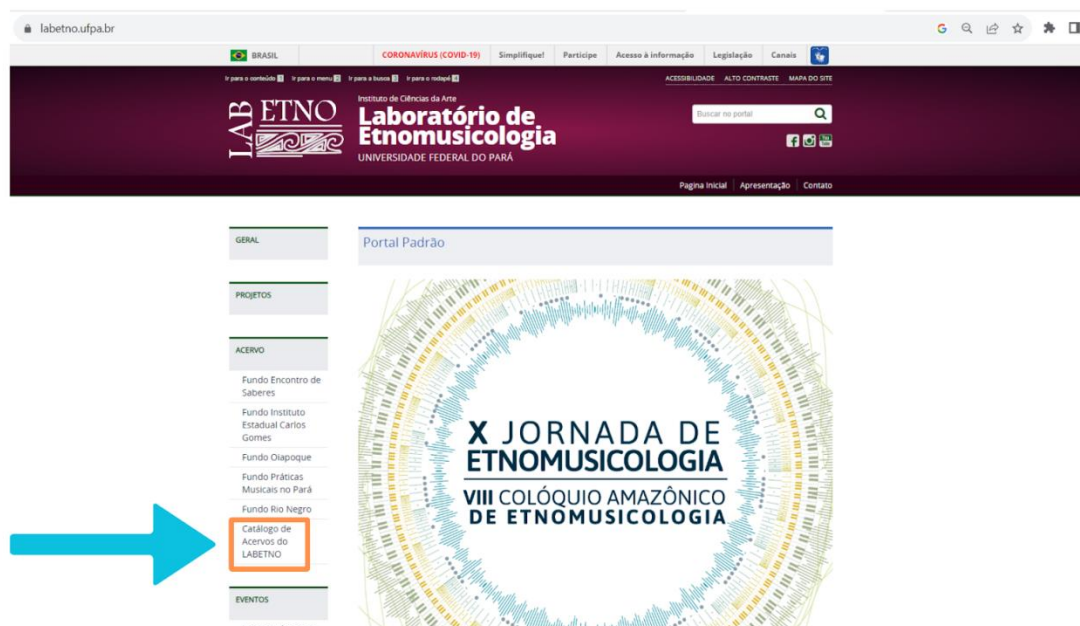 labetno.ufpa.br
BRASIL CORONAVÍRUS (COVID-19) Simplifique! Participe Acesso à informação Legislação Canais
Ir para o conteúdo 1 Ir para o menu 2 Ir para a busca 3 Ir para o rodapé 4 ACESSIBILIDADE ALTO CONTRASTE MAPA DO SITE
LAB ETNO
Instituto de Ciências da Arte
Laboratório de
Etnomusicologia
UNIVERSIDADE FEDERAL DO PARÁ
Buscar no portal
Pagina Inicial Apresentação Contato
GERAL
PROJETOS
ACERVO
Fundo Encontro de
Saberes
Fundo Instituto
Estadual Carlos
Gomes
Fundo Oiapoque
Fundo Práticas
Musicais no Pará
Fundo Rio Negro
Catálogo de
Acervos do
LABETNO
EVENTOS
Portal Padrão
X JORNADA DE
ETNOMUSICOLOGIA
VIII COLÓQUIO AMAZÔNICO
DE ETNOMUSICOLOGIA